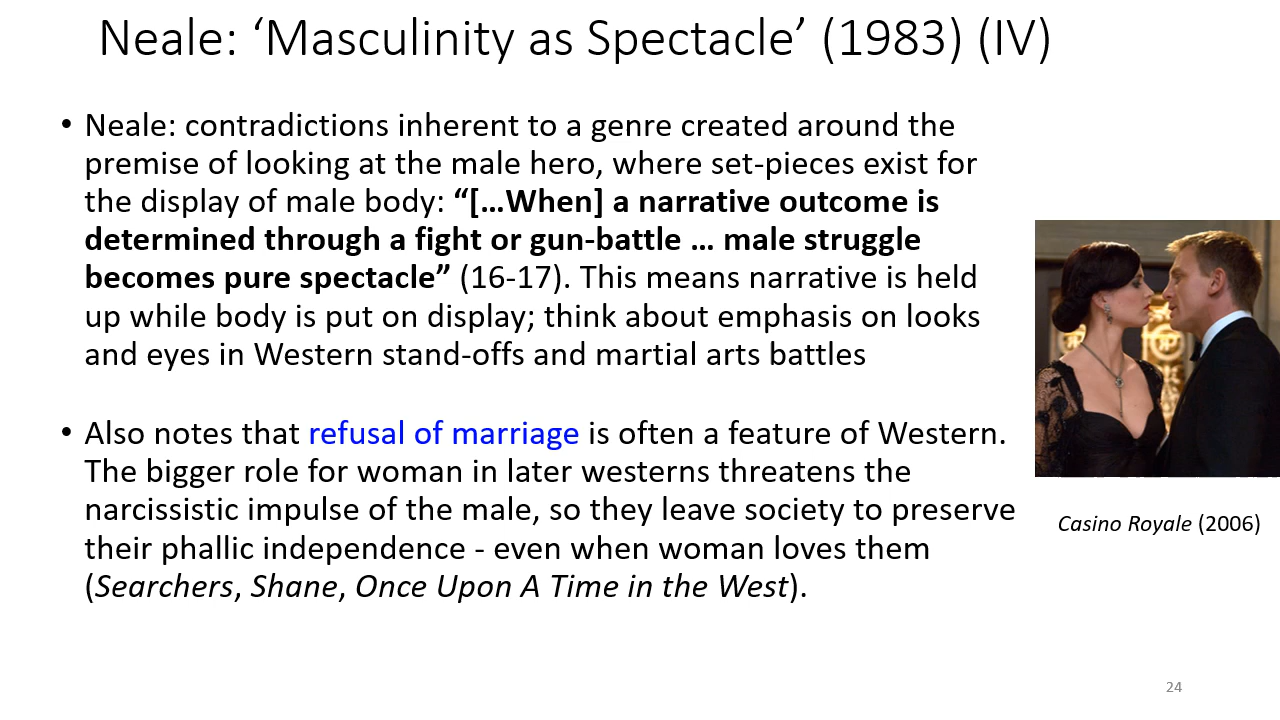 Neale: ‘Masculinity as Spectacle’ (1983) (IV)
• Neale: contradictions inherent to a genre created around the
premise of looking at the male hero, where set-pieces exist for
the display of male body: “[…When] a narrative outcome is
determined through a fight or gun-battle … male struggle
becomes pure spectacle” (16-17). This means narrative is held
up while body is put on display; think about emphasis on looks
and eyes in Western stand-offs and martial arts battles
• Also notes that refusal of marriage is often a feature of Western.
The bigger role for woman in later westerns threatens the
narcissistic impulse of the male, so they leave society to preserve
their phallic independence - even when woman loves them
(Searchers, Shane, Once Upon A Time in the West).
Casino Royale (2006)
24